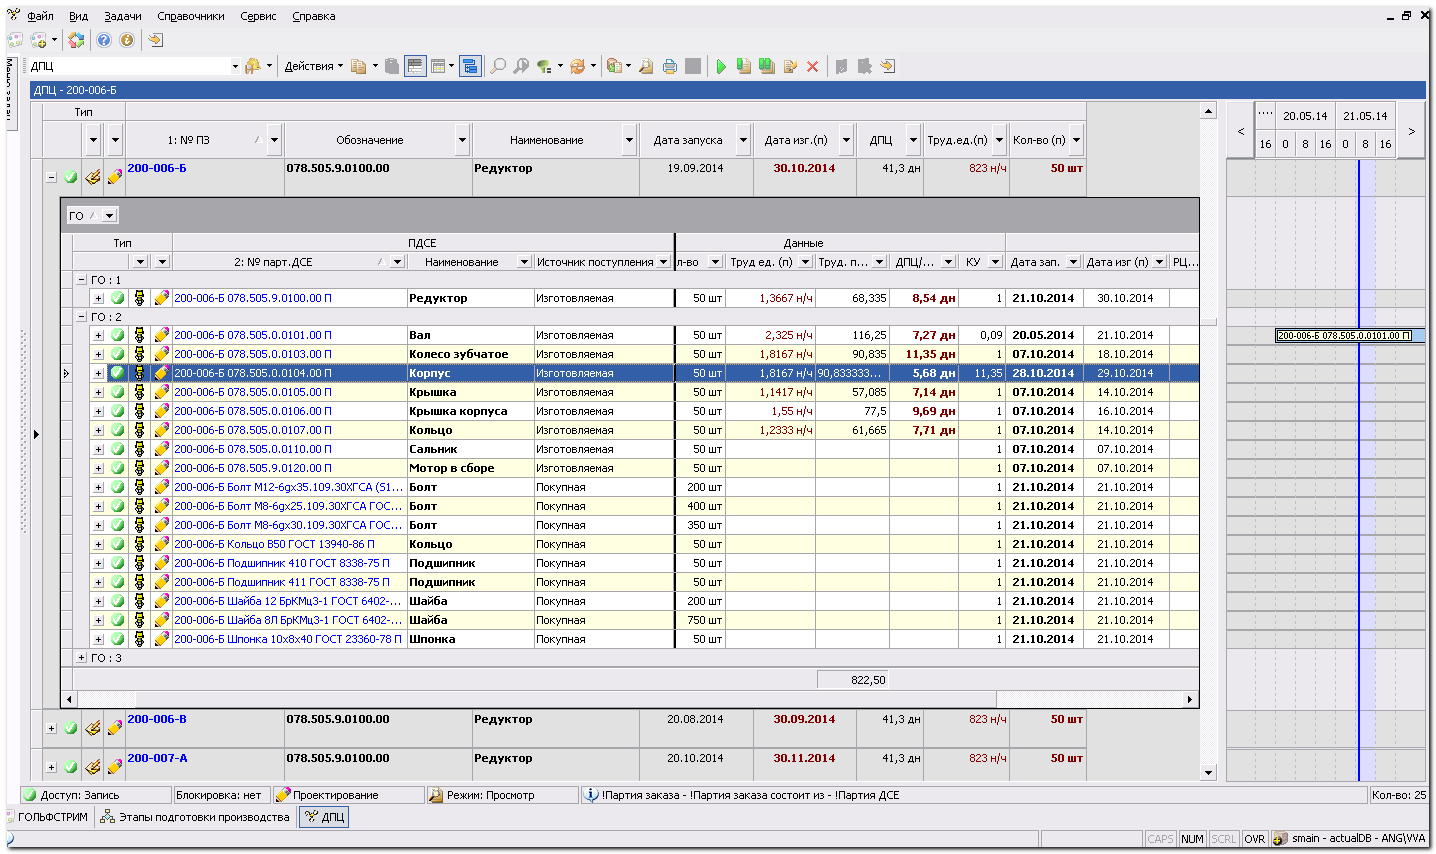 Файл Вид Задачи Справочники Сервис Справка
ДПЦ Действия
ДПЦ - 200-006-Б
Тип
1: № ПЗ Обозначение Наименование Дата запуска Дата изг.(п) ДПЦ Труд.ед.(п) Кол-во (п)
.... 20.05.14 21.05.14
< 16 0 8 16 0 8 16 >
200-006-Б 078.505.9.0100.00 Редуктор 19.09.2014 30.10.2014 41,3 дн 823 н/ч 50 шт
ГО
Тип ПДСЕ Данные
2: № парт.ДСЕ Наименование Источник поступления л-во Труд ед. (п) Труд. п... ДПЦ/... КУ Дата зап. Дата изг (п) РЦ...
ГО : 1
200-006-Б 078.505.9.0100.00 П Редуктор Изготовляемая 50 шт 1,3667 н/ч 68,335 8,54 дн 1 21.10.2014 30.10.2014
ГО : 2
200-006-Б 078.505.0.0101.00 П Вал Изготовляемая 50 шт 2,325 н/ч 116,25 7,27 дн 0,09 20.05.2014 21.10.2014 200-006-Б 078.505.0.0101.00 П
200-006-Б 078.505.0.0103.00 П Колесо зубчатое Изготовляемая 50 шт 1,8167 н/ч 90,835 11,35 дн 1 07.10.2014 18.10.2014
200-006-Б 078.505.0.0104.00 П Корпус Изготовляемая 50 шт 1,8167 н/ч 90,833333... 5,68 дн 11,35 28.10.2014 29.10.2014
200-006-Б 078.505.0.0105.00 П Крышка Изготовляемая 50 шт 1,1417 н/ч 57,085 7,14 дн 1 07.10.2014 14.10.2014
200-006-Б 078.505.0.0106.00 П Крышка корпуса Изготовляемая 50 шт 1,55 н/ч 77,5 9,69 дн 1 07.10.2014 16.10.2014
200-006-Б 078.505.0.0107.00 П Кольцо Изготовляемая 50 шт 1,2333 н/ч 61,665 7,71 дн 1 07.10.2014 14.10.2014
200-006-Б 078.505.0.0110.00 П Сальник Изготовляемая 50 шт 1 07.10.2014 07.10.2014
200-006-Б 078.505.9.0120.00 П Мотор в сборе Изготовляемая 50 шт 1 07.10.2014 07.10.2014
200-006-Б Болт М12-6gх35.109.30ХГСА (S1... Болт Покупная 200 шт 1 21.10.2014 21.10.2014
200-006-Б Болт М8-6gх25.109.30ХГСА ГОС... Болт Покупная 400 шт 1 21.10.2014 21.10.2014
200-006-Б Болт М8-6gх30.109.30ХГСА ГОС... Болт Покупная 350 шт 1 21.10.2014 21.10.2014
200-006-Б Кольцо В50 ГОСТ 13940-86 П Кольцо Покупная 50 шт 1 21.10.2014 21.10.2014
200-006-Б Подшипник 410 ГОСТ 8338-75 П Подшипник Покупная 50 шт 1 21.10.2014 21.10.2014
200-006-Б Подшипник 411 ГОСТ 8338-75 П Подшипник Покупная 50 шт 1 21.10.2014 21.10.2014
200-006-Б Шайба 12 БрКМц3-1 ГОСТ 6402-... Шайба Покупная 200 шт 1 21.10.2014 21.10.2014
200-006-Б Шайба 8Л БрКМц3-1 ГОСТ 6402-... Шайба Покупная 750 шт 1 21.10.2014 21.10.2014
200-006-Б Шпонка 10х8х40 ГОСТ 23360-78 П Шпонка Покупная 50 шт 1 21.10.2014 21.10.2014
ГО : 3
822,50
200-006-В 078.505.9.0100.00 Редуктор 20.08.2014 30.09.2014 41,3 дн 823 н/ч 50 шт
200-007-А 078.505.9.0100.00 Редуктор 20.10.2014 30.11.2014 41,3 дн 823 н/ч 50 шт
Доступ: Запись Блокировка: нет Проектирование Режим: Просмотр !Партия заказа - !Партия заказа состоит из - !Партия ДСЕ Кол-во: 25
ГОЛЬФСТРИМ Этапы подготовки производства ДПЦ
CAPS NUM SCRL OVR smain - actualDB - ANG\VVA